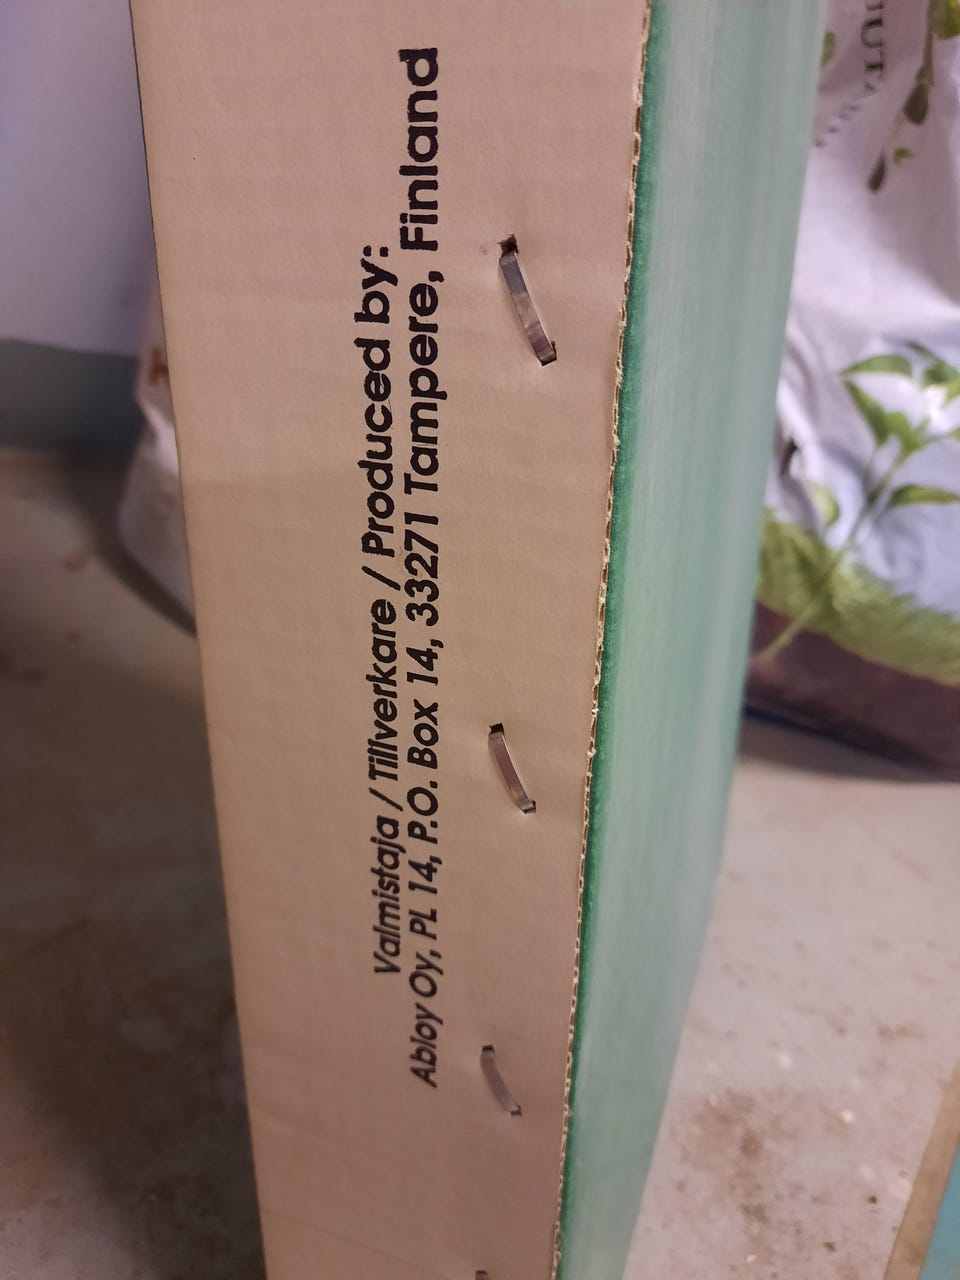 Valmistaja / Tillverkare / Produced by:
Abloy Oy, PL 14, P.O. Box 14, 33271 Tampere, Finland